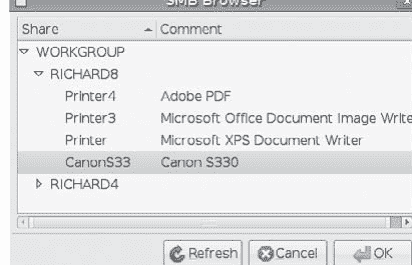 SMB Browser
Share Comment
WORKGROUP
RICHARD8
Printer4 Adobe PDF
Printer3 Microsoft Office Document Image Write
Printer Microsoft XPS Document Writer
CanonS33 Canon S330
RICHARD4
Refresh Cancel OK